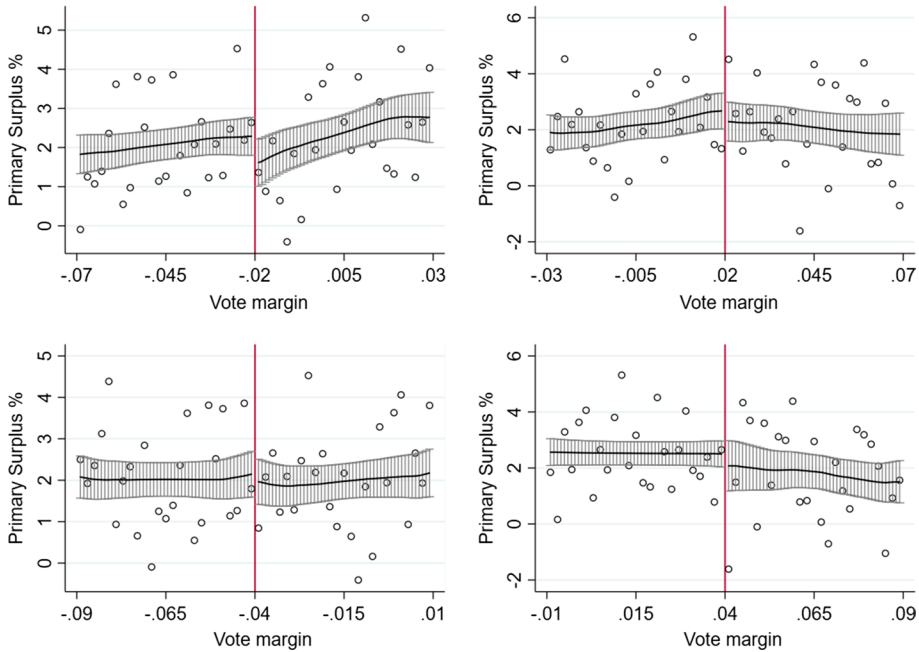 Primary Surplus %
5
4
3
2
1
0
-.07 -.045 -.02 .005 .03
Vote margin
Primary Surplus %
6
4
2
0
-2
-.03 -.005 .02 .045 .07
Vote margin
Primary Surplus %
5
4
3
2
1
0
-.09 -.065 -.04 -.015 .01
Vote margin
Primary Surplus %
6
4
2
0
-2
-.01 .015 .04 .065 .09
Vote margin